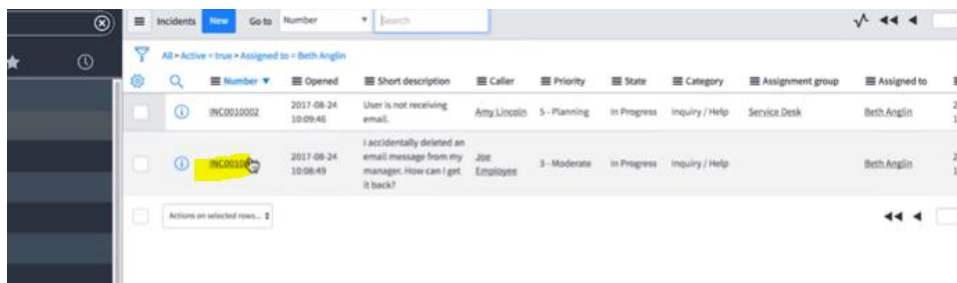 Incidents New Go to Number Search
All > Active = true > Assigned to = Beth Anglin
Number Opened Short description Caller Priority State Category Assignment group Assigned to
INC0010002 2017-08-24 User is not receiving Amy Lincoln 5 - Planning In Progress Inquiry / Help Service Desk Beth Anglin
10:09:46 email.
I accidentally deleted an
2017-08-24 email message from my Joe 3 - Moderate In Progress Inquiry / Help Beth Anglin
10:08:49 manager. How can I get Employee
it back?
Actions on selected rows...